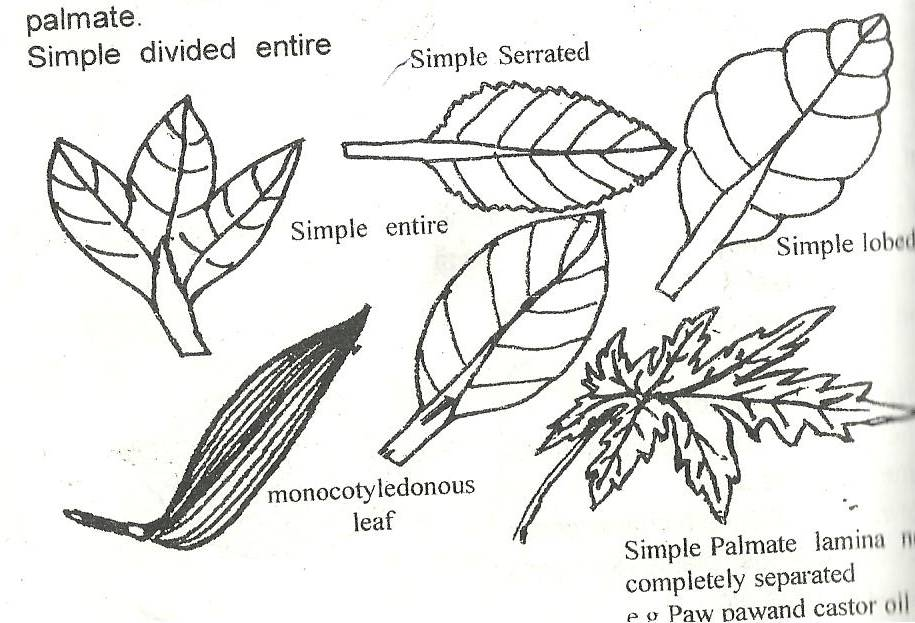 palmate.
Simple divided entire
Simple Serrated
Simple entire
Simple lobed
monocotyledonous
leaf
Simple Palmate lamina
completely separated
e.g Paw pawand castor oil